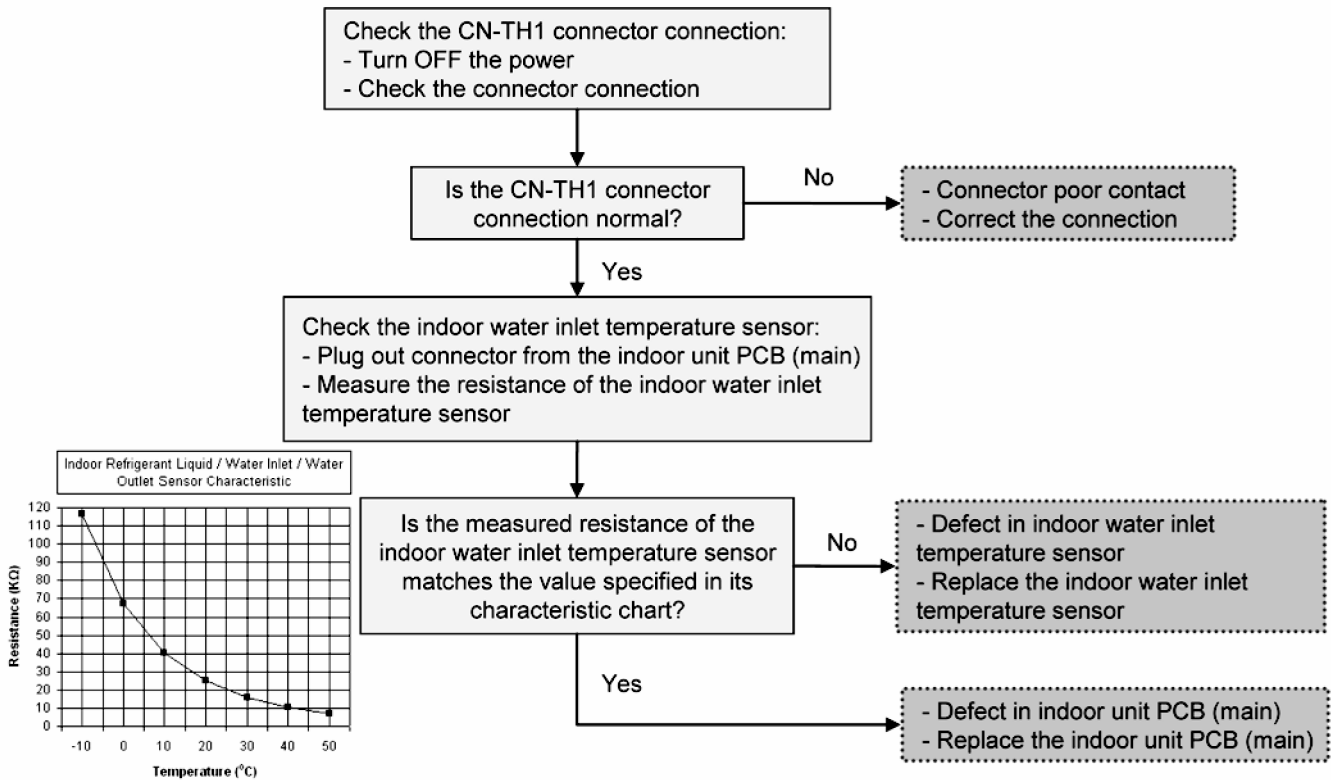 Check the CN-TH1 connector connection:
- Turn OFF the power
- Check the connector connection
Is the CN-TH1 connector
connection normal?
No
- Connector poor contact
- Correct the connection
Yes
Check the indoor water inlet temperature sensor:
- Plug out connector from the indoor unit PCB (main)
- Measure the resistance of the indoor water inlet
temperature sensor
Indoor Refrigerant Liquid / Water Inlet / Water
Outlet Sensor Characteristic
Resistance (KΩ)
120
110
100
90
80
70
60
50
40
30
20
10
0
-10 0 10 20 30 40 50
Temperature (⁰C)
Is the measured resistance of the
indoor water inlet temperature sensor
matches the value specified in its
characteristic chart?
No
- Defect in indoor water inlet
temperature sensor
- Replace the indoor water inlet
temperature sensor
Yes
- Defect in indoor unit PCB (main)
- Replace the indoor unit PCB (main)